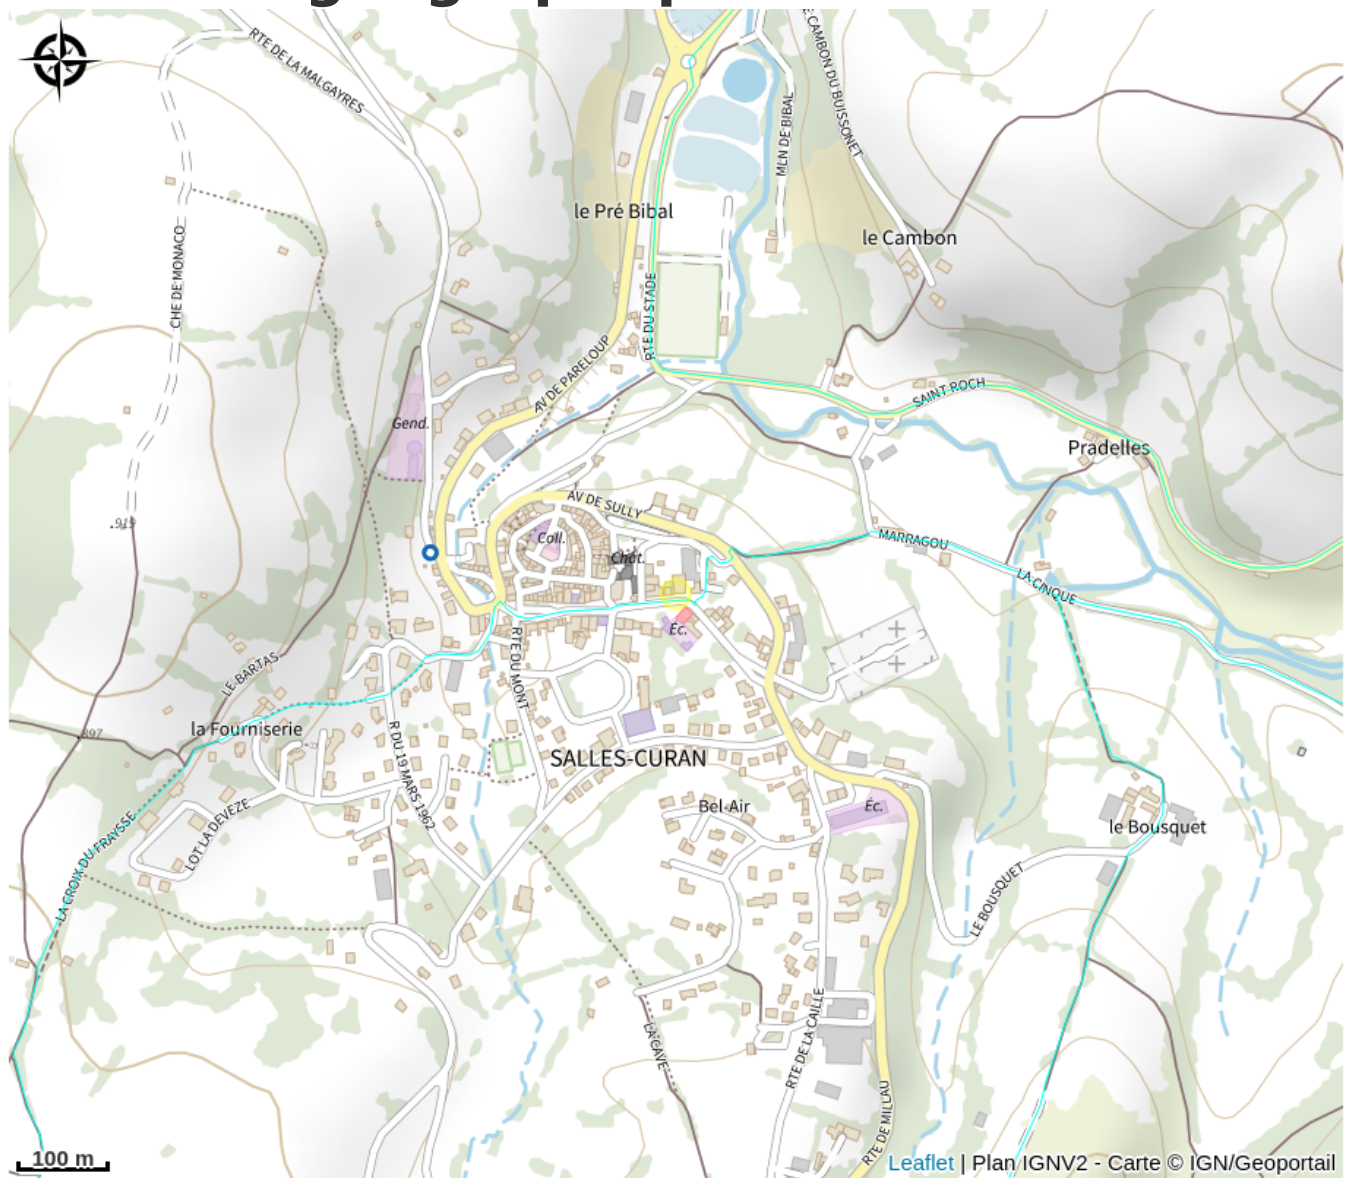 RTE DE LA MALGAYRES
LE CAMBON DU BUISSONET
MLN DE BIBAL
le Pré Bibal
le Cambon
CHE DE MONACO
RTE DU STADE
AV DE PARELOUP
SAINT ROCH
Gend.
Pradelles
AV DE SULLY
.919
Coll.
Chât.
MARRAGOU
LA CINQUE
Éc.
RTE DU MONT
LE BARTAS
la Fourniserie
.897
R DU 19 MARS 1962
SALLES-CURAN
Bel-Air
Éc.
LOT LA DEVEZE
LA CROIX DU FRAYSSE
le Bousquet
LE BOUSQUET
LA CAVE
RTE DE LA CAILLE
RTE DE MILLAU
100 m
Leaflet | Plan IGNV2 - Carte © IGN/Geoportail